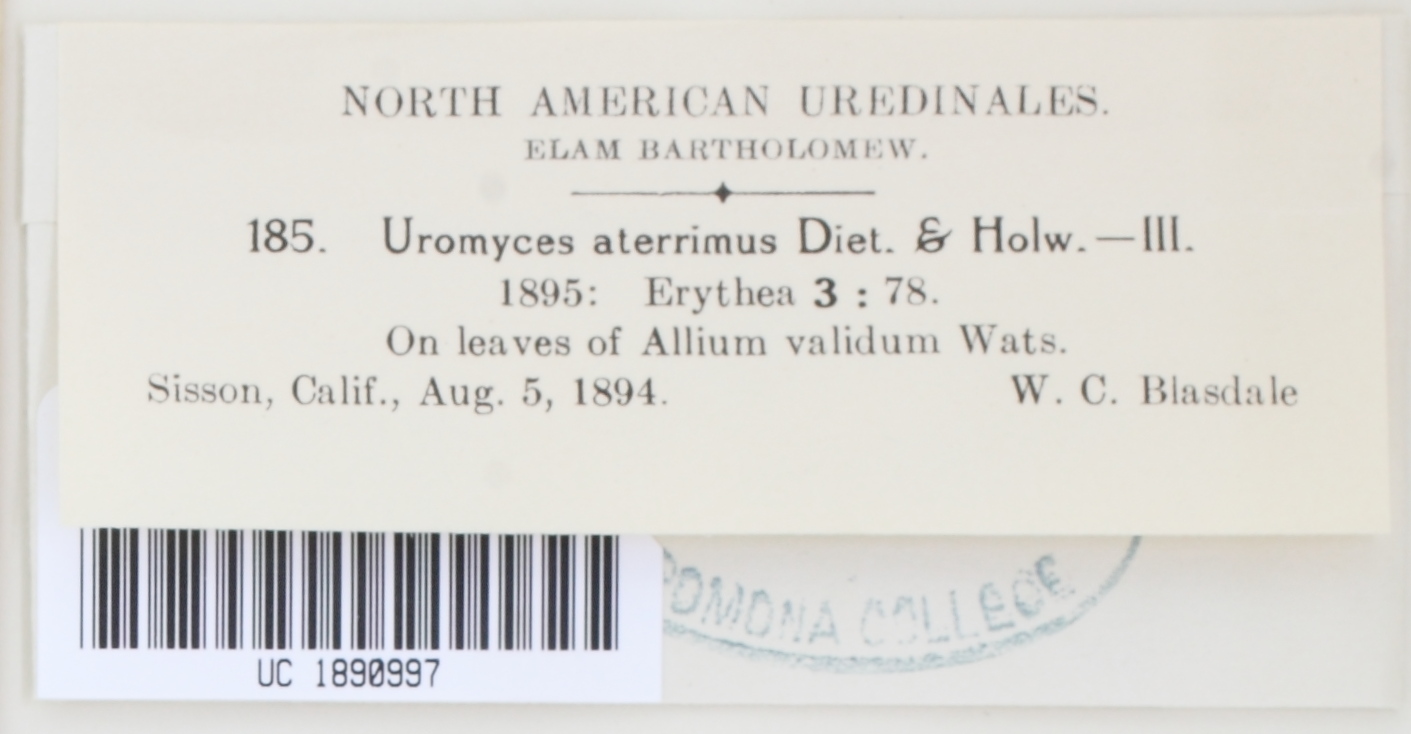 NORTH AMERICAN UREDINALES.
ELAM BARTHOLOMEW.
185. Uromyces aterrimus Diet. & Holw.—III.
1895: Erythea 3 : 78.
On leaves of Allium validum Wats.
Sisson, Calif., Aug. 5, 1894. W. C. Blasdale
POMONA COLLEGE
UC 1890997